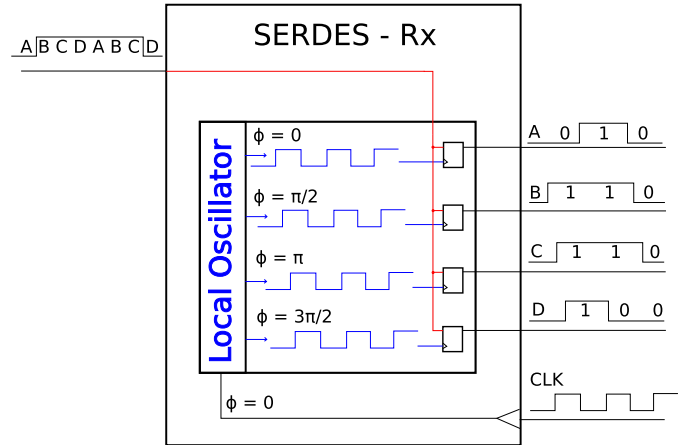 SERDES - Rx
A B C D A B C D
Local Oscillator
ϕ = 0
ϕ = π/2
ϕ = π
ϕ = 3π/2
ϕ = 0
A 0 1 0
B 1 1 0
C 1 1 0
D 1 0 0
CLK